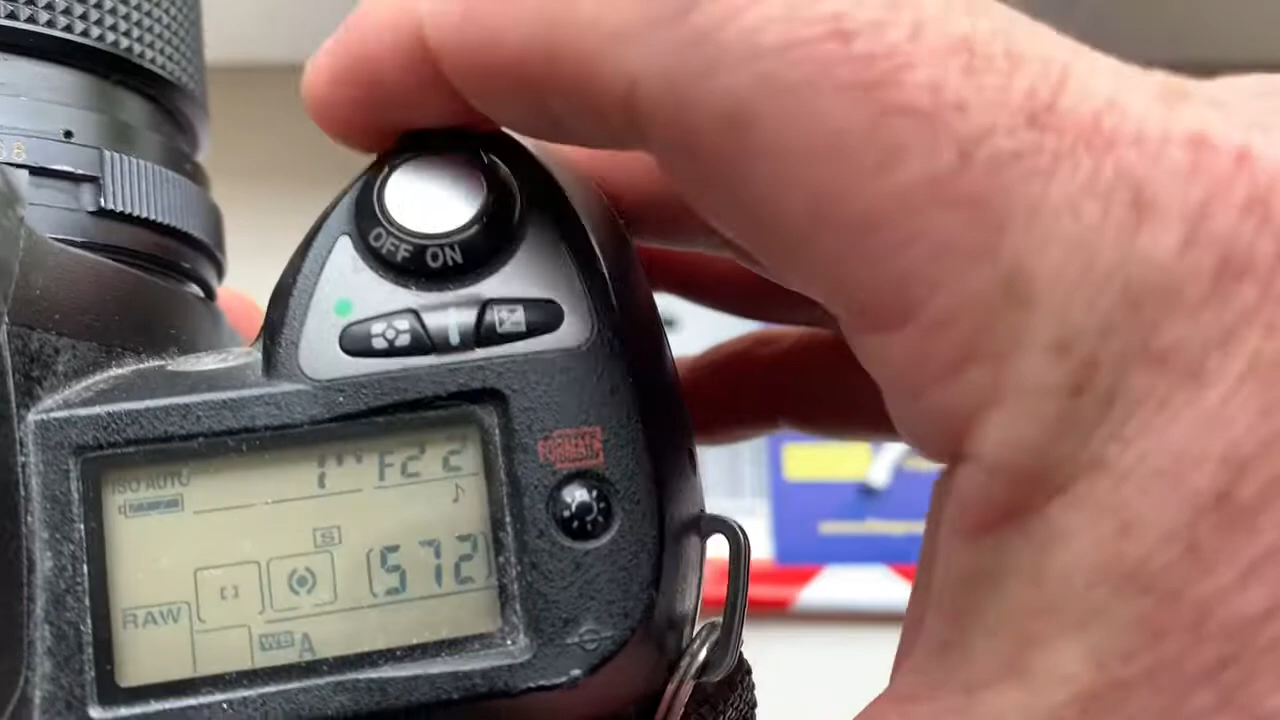 OFF ON
FORMAT
ISO AUTO 1" F22
S
[572]
RAW
WB A